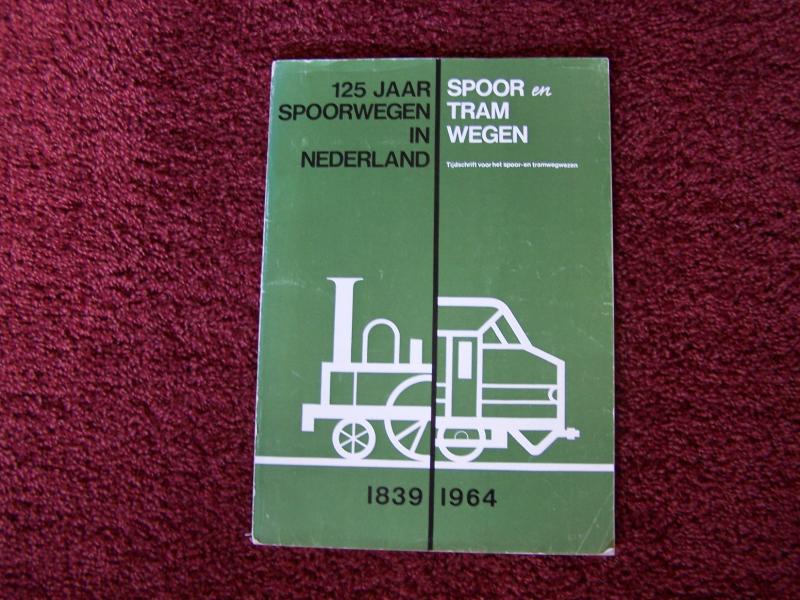 125 JAAR
SPOORWEGEN
IN
NEDERLAND
SPOOR en
TRAM
WEGEN
Tijdschrift voor het spoor-en tramwegwezen
1839 1964